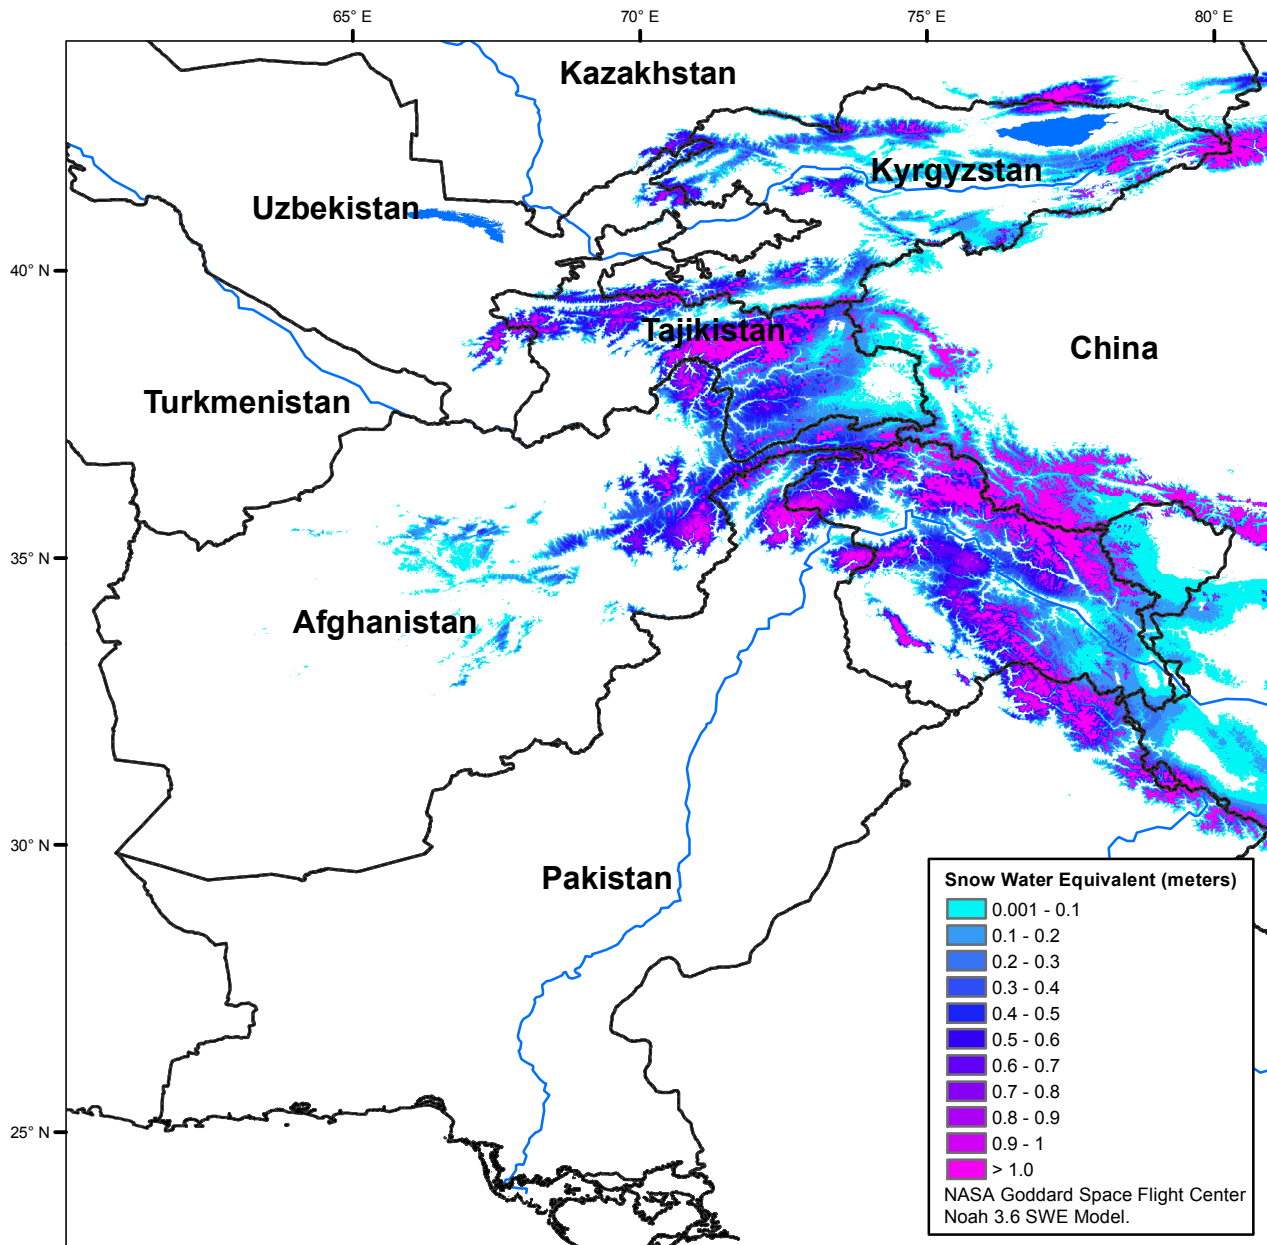 65° E
70° E
75° E
80° E
Kazakhstan
Kyrgyzstan
Uzbekistan
40° N
Tajikistan
China
Turkmenistan
35° N
Afghanistan
30° N
Pakistan
25° N
Snow Water Equivalent (meters)
0.001 - 0.1
0.1 - 0.2
0.2 - 0.3
0.3 - 0.4
0.4 - 0.5
0.5 - 0.6
0.6 - 0.7
0.7 - 0.8
0.8 - 0.9
0.9 - 1
> 1.0
NASA Goddard Space Flight Center
Noah 3.6 SWE Model.